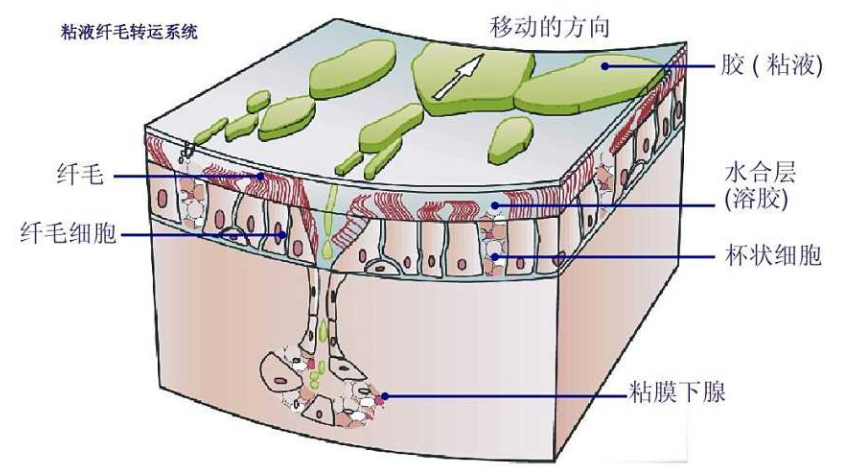 粘液纤毛转运系统
移动的方向
胶 ( 粘液)
纤毛
水合层
(溶胶)
纤毛细胞
杯状细胞
粘膜下腺